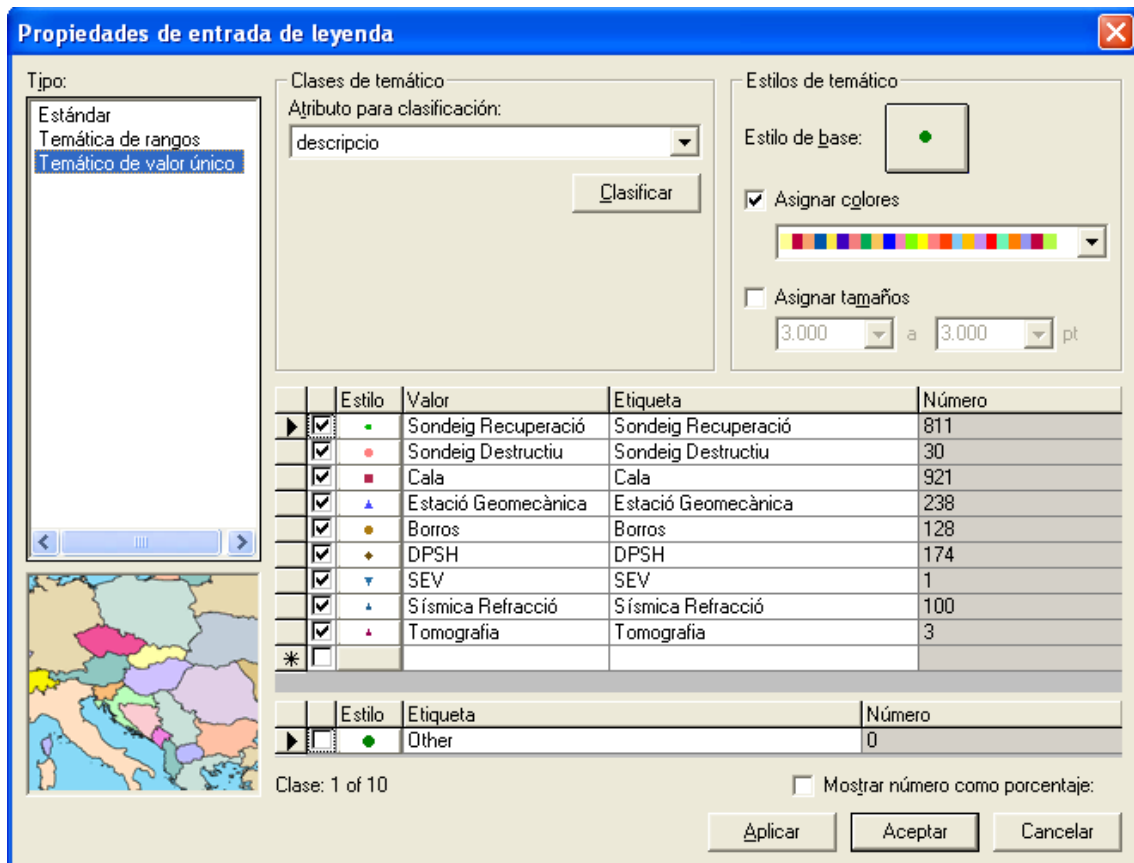 Propiedades de entrada de leyenda
Tipo:
Estándar
Temática de rangos
Temático de valor único
Clases de temático
Atributo para clasificación:
descripcio
Clasificar
Estilos de temático
Estilo de base:
Asignar colores
Asignar tamaños
3.000 a 3.000 pt
Estilo Valor Etiqueta Número
Sondeig Recuperació Sondeig Recuperació 811
Sondeig Destructiu Sondeig Destructiu 30
Cala Cala 921
Estació Geomecànica Estació Geomecànica 238
Borros Borros 128
DPSH DPSH 174
SEV SEV 1
Sísmica Refracció Sísmica Refracció 100
Tomografia Tomografia 3
Estilo Etiqueta Número
Other 0
Clase: 1 of 10
Mostrar número como porcentaje:
Aplicar Aceptar Cancelar